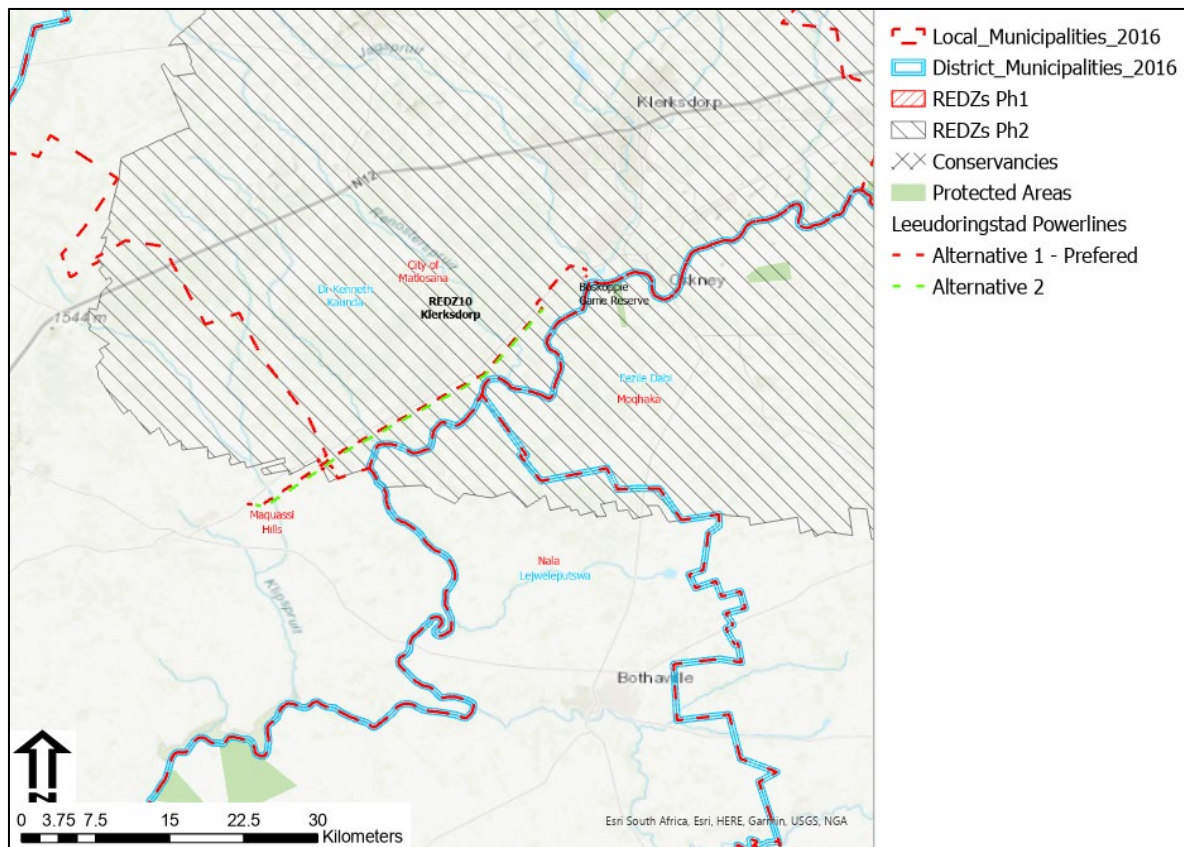 Jagspruit
Klerksdorp
N12
Renosterspruit
City of
Matlosana
Dr Kenneth
Kaunda
REDZ10
Klerksdorp
Boskoppie
Game Reserve
Orkney
1544 m
Fezile Dabi
Moqhaka
Maquassi
Hills
Nala
Lejweleputswa
Klipspruit
Bothaville
N
0 3.75 7.5 15 22.5 30
Kilometers
Esri South Africa, Esri, HERE, Garmin, USGS, NGA
Local_Municipalities_2016
District_Municipalities_2016
REDZs Ph1
REDZs Ph2
Conservancies
Protected Areas
Leeudoringstad Powerlines
Alternative 1 - Prefered
Alternative 2